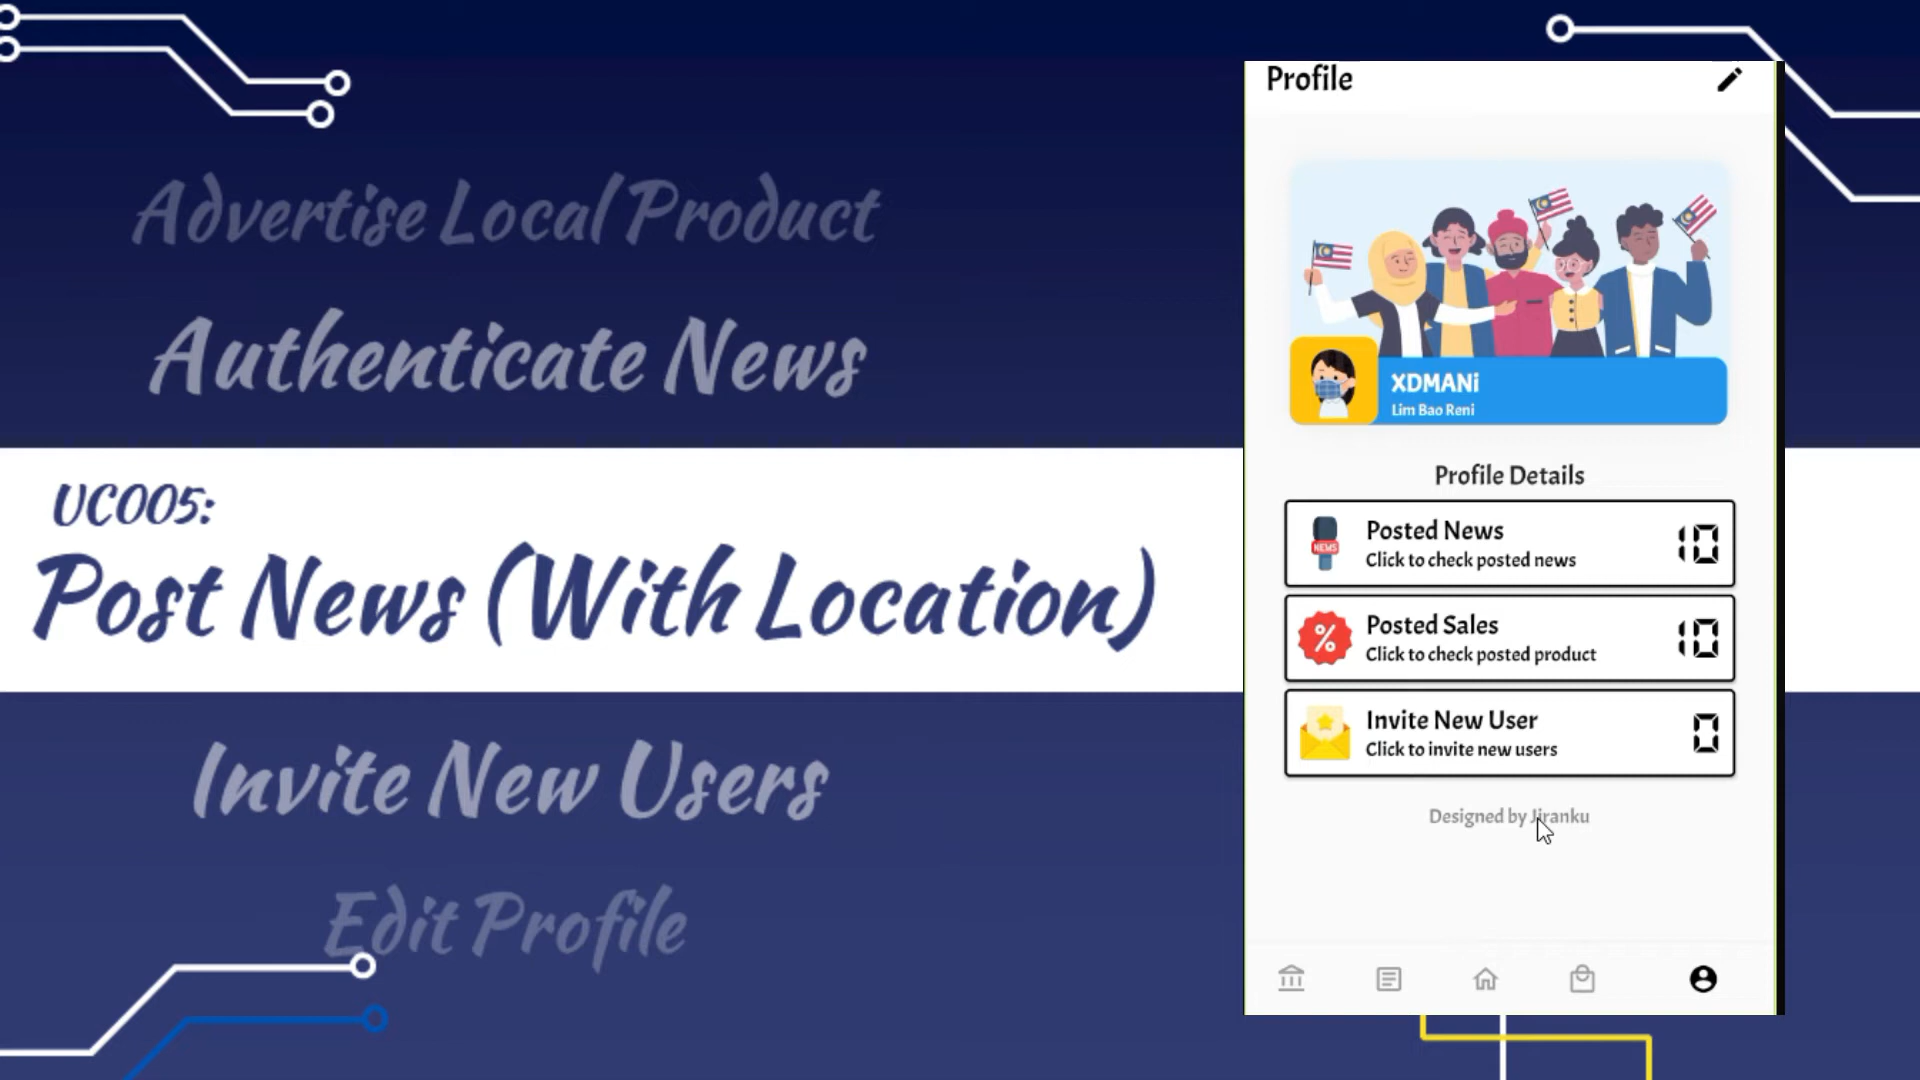 Advertise Local Product
Authenticate News
UC005:
Post News (With Location)
Invite New Users
Edit Profile
Profile
XDMANi
Lim Bao Reni
Profile Details
NEWS
Posted News
Click to check posted news
10
%
Posted Sales
Click to check posted product
10
Invite New User
Click to invite new users
0
Designed by Jiranku